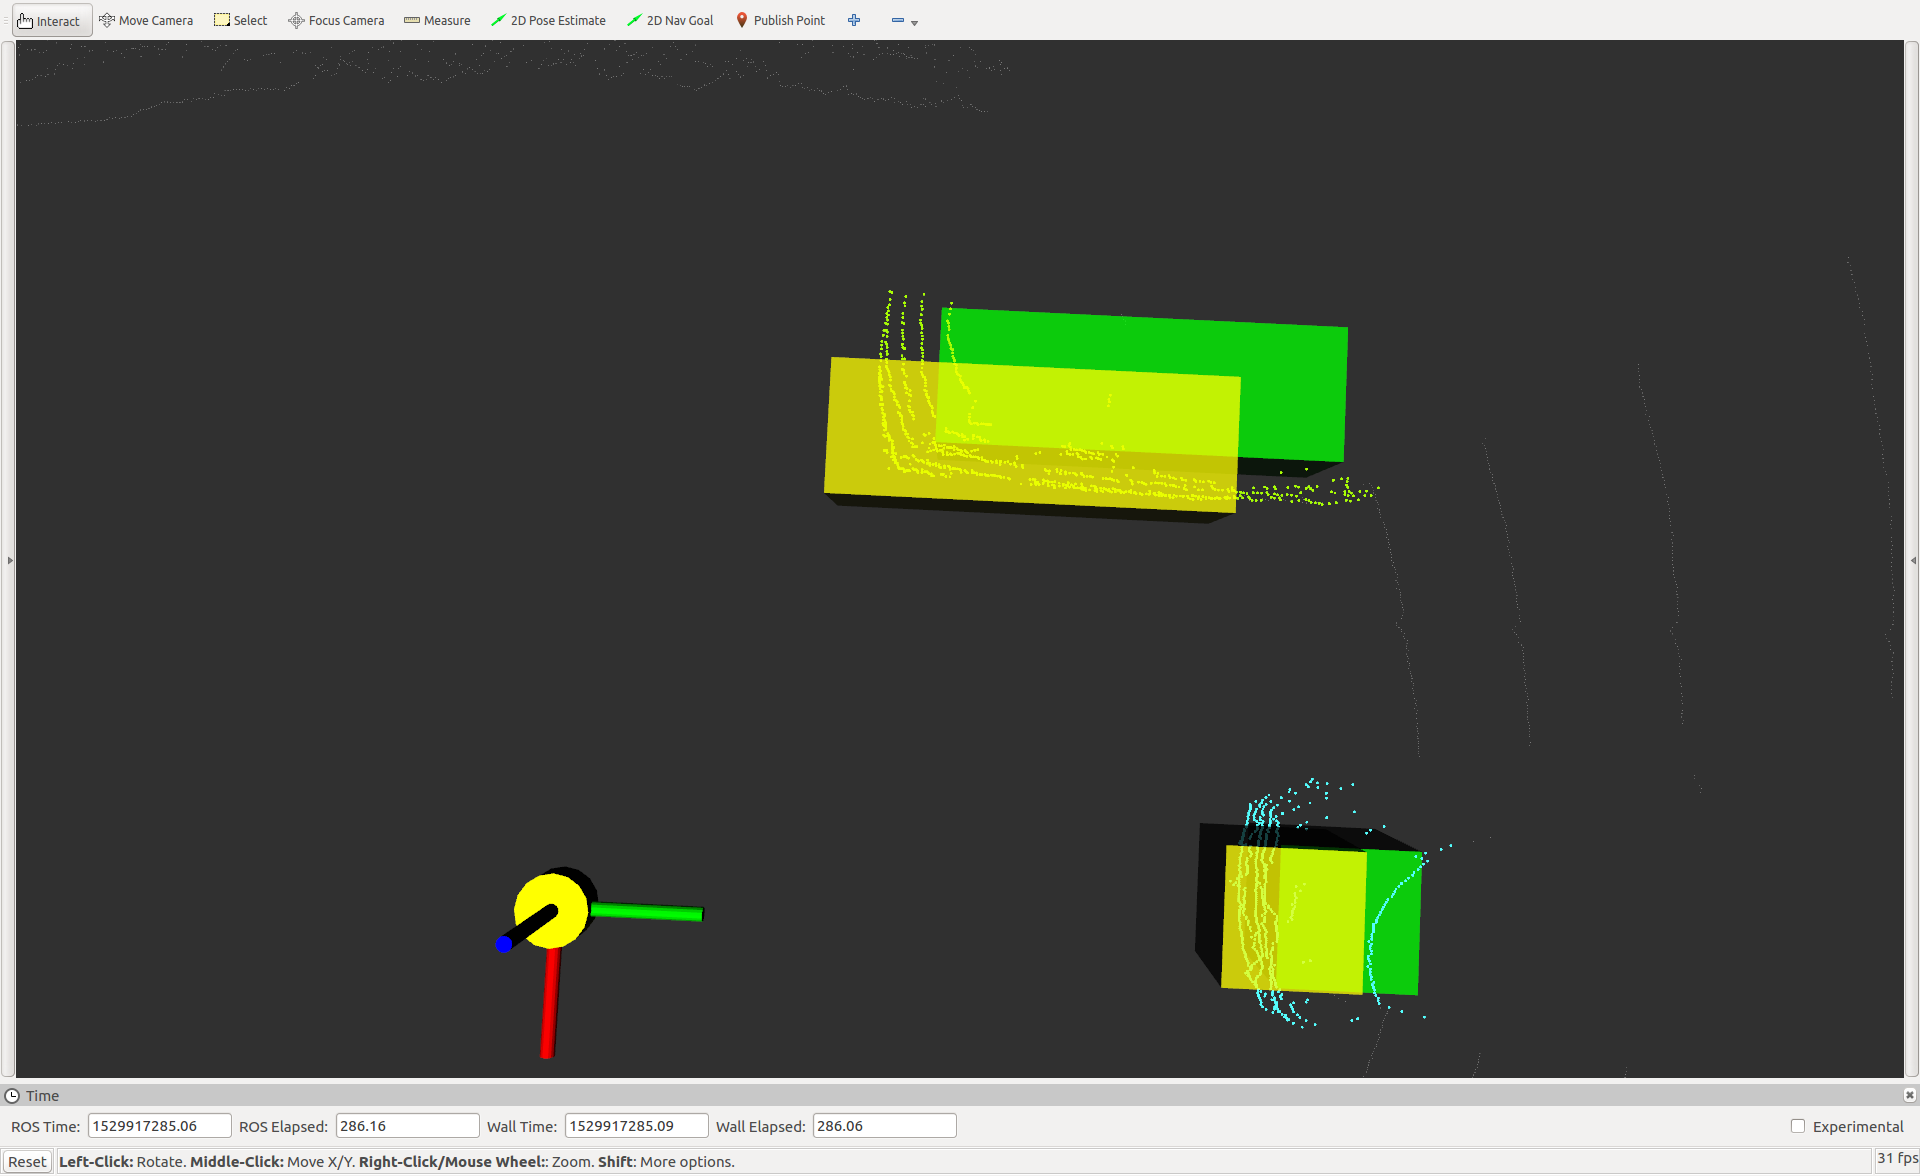 Interact Move Camera Select Focus Camera Measure 2D Pose Estimate 2D Nav Goal Publish Point
Time
ROS Time: 1529917285.06 ROS Elapsed: 286.16 Wall Time: 1529917285.09 Wall Elapsed: 286.06 Experimental
Reset Left-Click: Rotate. Middle-Click: Move X/Y. Right-Click/Mouse Wheel:: Zoom. Shift: More options. 31 fps